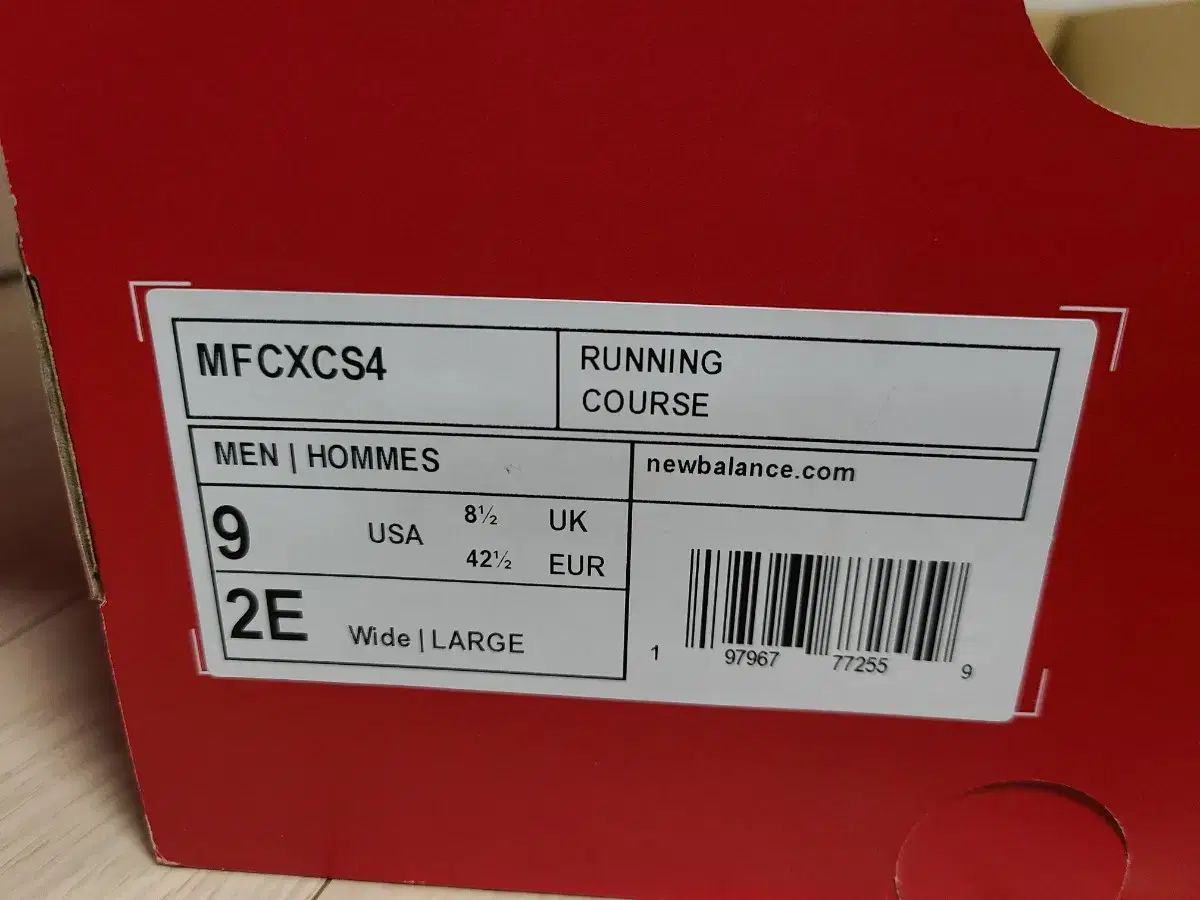 MFCXCS4
RUNNING
COURSE
MEN | HOMMES
newbalance.com
9 USA 8½ UK
42½ EUR
2E Wide | LARGE
1 97967 77255 9